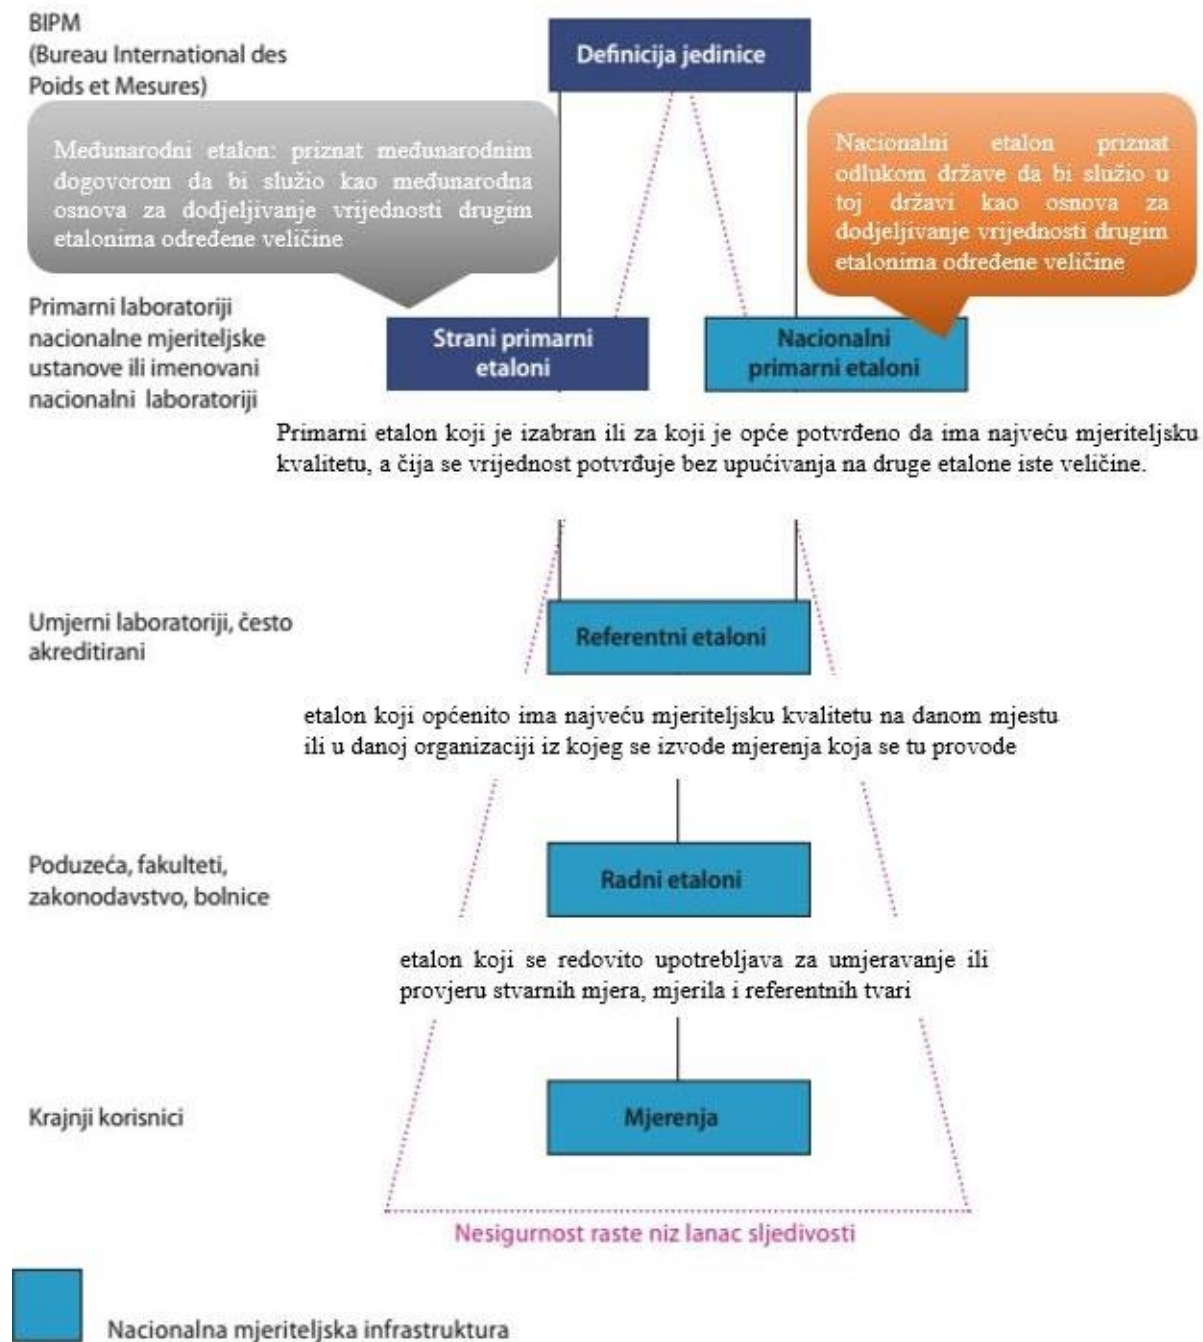 BIPM
(Bureau International des
Poids et Mesures)
Definicija jedinice
Međunarodni etalon: priznat međunarodnim
dogovorom da bi služio kao međunarodna
osnova za dodjeljivanje vrijednosti drugim
etalonima određene veličine
Nacionalni etalon priznat
odlukom države da bi služio u
toj državi kao osnova za
dodjeljivanje vrijednosti drugim
etalonima određene veličine
Primarni laboratoriji
nacionalne mjeriteljske
ustanove ili imenovani
nacionalni laboratoriji
Strani primarni
etaloni
Nacionalni
primarni etaloni
Primarni etalon koji je izabran ili za koji je opće potvrđeno da ima najveću mjeriteljsku
kvalitetu, a čija se vrijednost potvrđuje bez upućivanja na druge etalone iste veličine.
Umjerni laboratoriji, često
akreditirani
Referentni etaloni
etalon koji općenito ima najveću mjeriteljsku kvalitetu na danom mjestu
ili u danoj organizaciji iz kojeg se izvode mjerenja koja se tu provode
Poduzeća, fakulteti,
zakonodavstvo, bolnice
Radni etaloni
etalon koji se redovito upotrebljava za umjeravanje ili
provjeru stvarnih mjera, mjerila i referentnih tvari
Krajnji korisnici
Mjerenja
Nesigurnost raste niz lanac sljedivosti
Nacionalna mjeriteljska infrastruktura